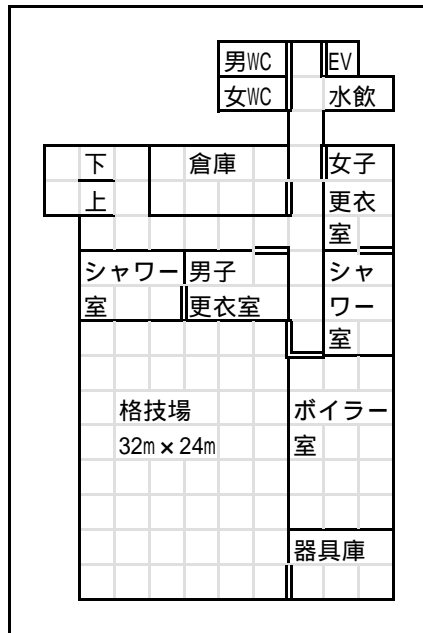 男WC
EV
女WC
水飲
下
倉庫
女子
上
更衣
室
シャワー
室
男子
更衣室
シャ
ワー
室
格技場
32m×24m
ボイラー
室
器具庫